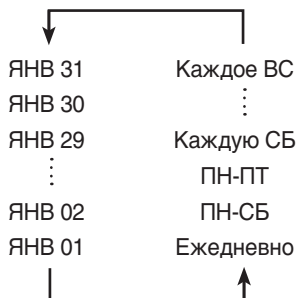 ЯНВ 31 Каждое ВС
ЯНВ 30
ЯНВ 29 Каждую СБ
ПН-ПТ
ЯНВ 02 ПН-СБ
ЯНВ 01 Ежедневно